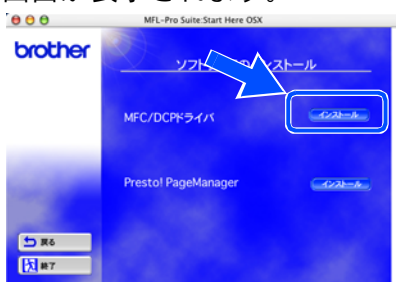 画面が表示されます。
MFL-Pro Suite:Start Here OSX
brother
ソフト のインストール
MFC/DCPドライバ
インストール
Presto! PageManager
インストール
戻る
終了